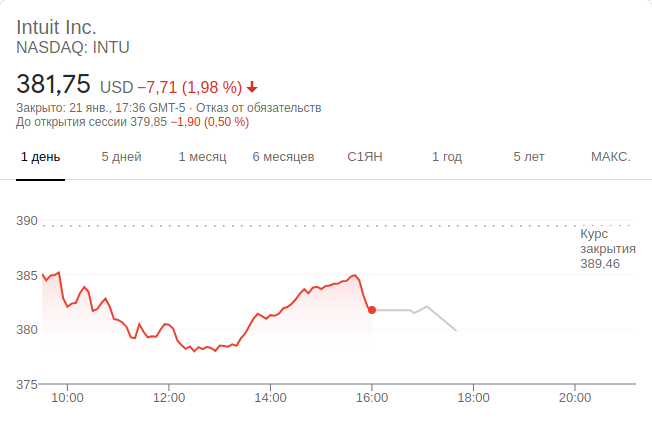 Intuit Inc.
NASDAQ: INTU
381,75 USD −7,71 (1,98 %)
Закрыто: 21 янв., 17:36 GMT-5 · Отказ от обязательств
До открытия сессии 379,85 −1,90 (0,50 %)
1 день 5 дней 1 месяц 6 месяцев С1ЯН 1 год 5 лет МАКС.
390
Курс
закрытия
389,46
385
380
375
10:00 12:00 14:00 16:00 18:00 20:00